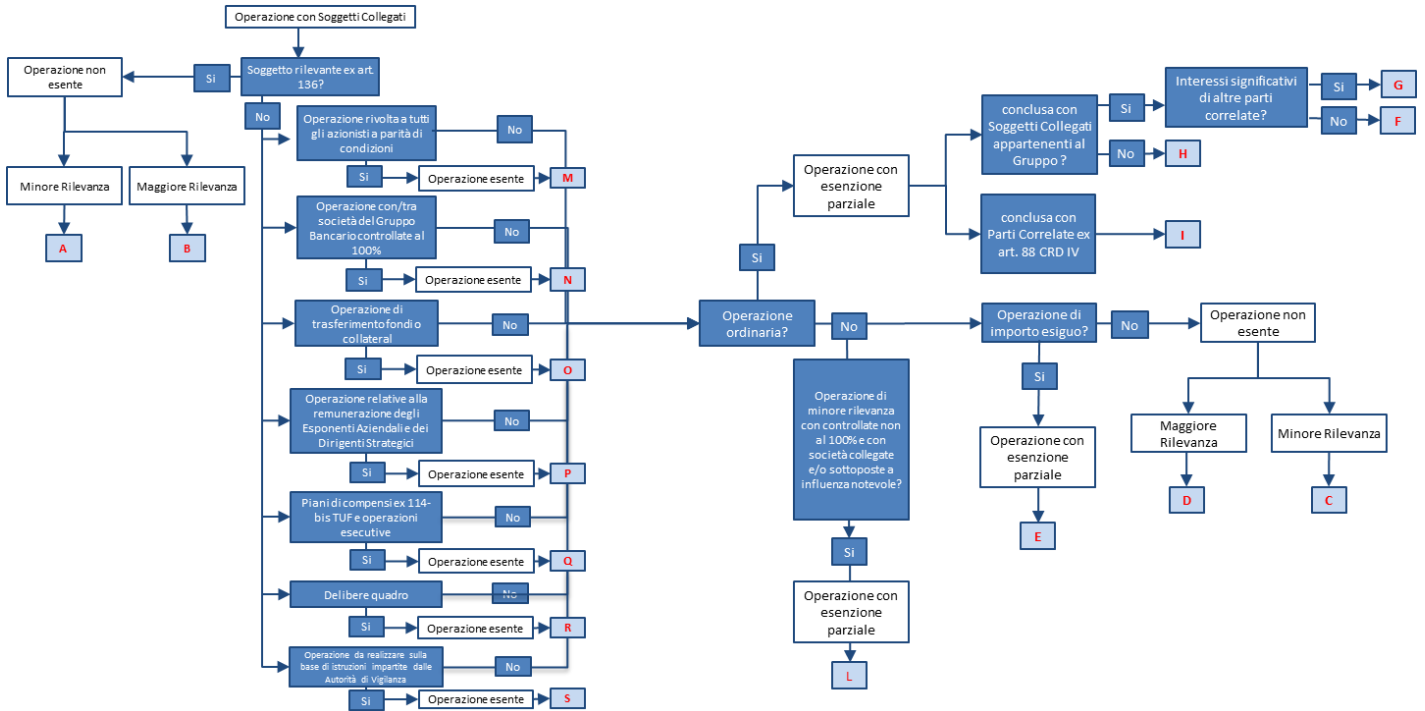 Operazione con Soggetti Collegati
Operazione non
esente
Si
Soggetto rilevante ex art.
136?
No
Minore Rilevanza
Maggiore Rilevanza
A
B
Operazione rivolta a tutti
gli azionisti a parità di
condizioni
No
Si
Operazione esente
M
Operazione con/tra
società del Gruppo
Bancario controllate al
100%
No
Si
Operazione esente
N
Operazione di
trasferimento fondi o
collateral
No
Si
Operazione esente
O
Operazione relative alla
remunerazione degli
Esponenti Aziendali e dei
Dirigenti Strategici
No
Si
Operazione esente
P
Piani di compensi ex 114-
bis TUF e operazioni
esecutive
No
Si
Operazione esente
Q
Delibere quadro
No
Si
Operazione esente
R
Operazione da realizzare sulla
base di istruzioni impartite dalle
Autorità di Vigilanza
No
Si
Operazione esente
S
Operazione
ordinaria?
Si
Operazione con
esenzione
parziale
conclusa con
Soggetti Collegati
appartenenti al
Gruppo ?
Si
Interessi significativi
di altre parti
correlate?
Si
G
No
F
No
H
conclusa con
Parti Correlate ex
art. 88 CRD IV
I
No
Operazione di
minore rilevanza
con controllate non
al 100% e con
società collegate
e/o sottoposte a
influenza notevole?
Si
Operazione con
esenzione
parziale
L
Operazione di
importo esiguo?
Si
Operazione con
esenzione
parziale
E
No
Operazione non
esente
Maggiore
Rilevanza
D
Minore Rilevanza
C